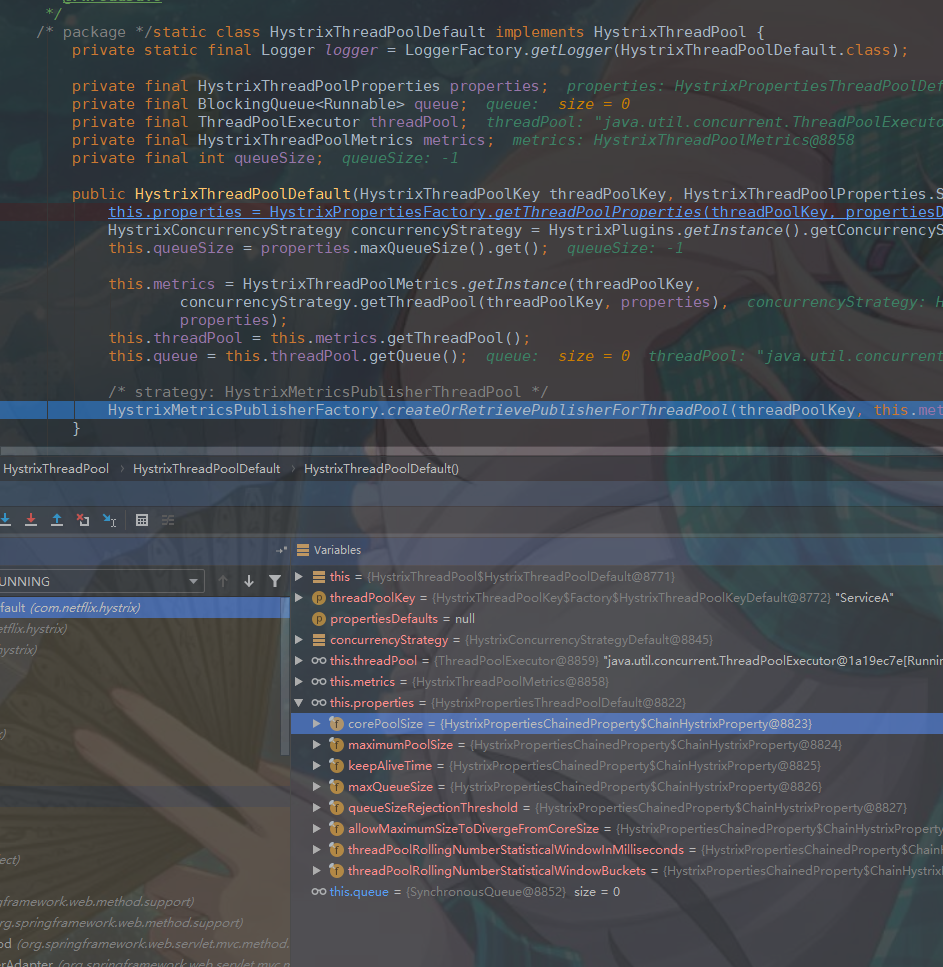 */
/* package */static class HystrixThreadPoolDefault implements HystrixThreadPool {
private static final Logger logger = LoggerFactory.getLogger(HystrixThreadPoolDefault.class);
private final HystrixThreadPoolProperties properties; properties: HystrixPropertiesThreadPoolDef
private final BlockingQueue<Runnable> queue; queue: size = 0
private final ThreadPoolExecutor threadPool; threadPool: "java.util.concurrent.ThreadPoolExecuto
private final HystrixThreadPoolMetrics metrics; metrics: HystrixThreadPoolMetrics@8858
private final int queueSize; queueSize: -1
public HystrixThreadPoolDefault(HystrixThreadPoolKey threadPoolKey, HystrixThreadPoolProperties.S
this.properties = HystrixPropertiesFactory.getThreadPoolProperties(threadPoolKey, propertiesD
HystrixConcurrencyStrategy concurrencyStrategy = HystrixPlugins.getInstance().getConcurrencyS
this.queueSize = properties.maxQueueSize().get(); queueSize: -1
this.metrics = HystrixThreadPoolMetrics.getInstance(threadPoolKey,
concurrencyStrategy.getThreadPool(threadPoolKey, properties), concurrencyStrategy: H
properties);
this.threadPool = this.metrics.getThreadPool();
this.queue = this.threadPool.getQueue(); queue: size = 0 threadPool: "java.util.concurrent
/* strategy: HystrixMetricsPublisherThreadPool */
HystrixMetricsPublisherFactory.createOrRetrievePublisherForThreadPool(threadPoolKey, this.met
}
HystrixThreadPool › HystrixThreadPoolDefault › HystrixThreadPoolDefault()
Variables
UNNING
fault (com.netflix.hystrix)
etflix.hystrix)
hystrix)
x)
ect)
gframework.web.method.support)
rg.springframework.web.method.support)
od (org.springframework.web.servlet.mvc.method.
erAdapter (org.springframework.web.servlet.mvc.m
this = {HystrixThreadPool$HystrixThreadPoolDefault@8771}
threadPoolKey = {HystrixThreadPoolKey$Factory$HystrixThreadPoolKeyDefault@8772} "ServiceA"
propertiesDefaults = null
concurrencyStrategy = {HystrixConcurrencyStrategyDefault@8845}
this.threadPool = {ThreadPoolExecutor@8859} "java.util.concurrent.ThreadPoolExecutor@1a19ec7e[Runnin
this.metrics = {HystrixThreadPoolMetrics@8858}
this.properties = {HystrixPropertiesThreadPoolDefault@8822}
corePoolSize = {HystrixPropertiesChainedProperty$ChainHystrixProperty@8823}
maximumPoolSize = {HystrixPropertiesChainedProperty$ChainHystrixProperty@8824}
keepAliveTime = {HystrixPropertiesChainedProperty$ChainHystrixProperty@8825}
maxQueueSize = {HystrixPropertiesChainedProperty$ChainHystrixProperty@8826}
queueSizeRejectionThreshold = {HystrixPropertiesChainedProperty$ChainHystrixProperty@8827}
allowMaximumSizeToDivergeFromCoreSize = {HystrixPropertiesChainedProperty$ChainHystrixProperty
threadPoolRollingNumberStatisticalWindowInMilliseconds = {HystrixPropertiesChainedProperty$Chain
threadPoolRollingNumberStatisticalWindowBuckets = {HystrixPropertiesChainedProperty$ChainHystrix
this.queue = {SynchronousQueue@8852} size = 0